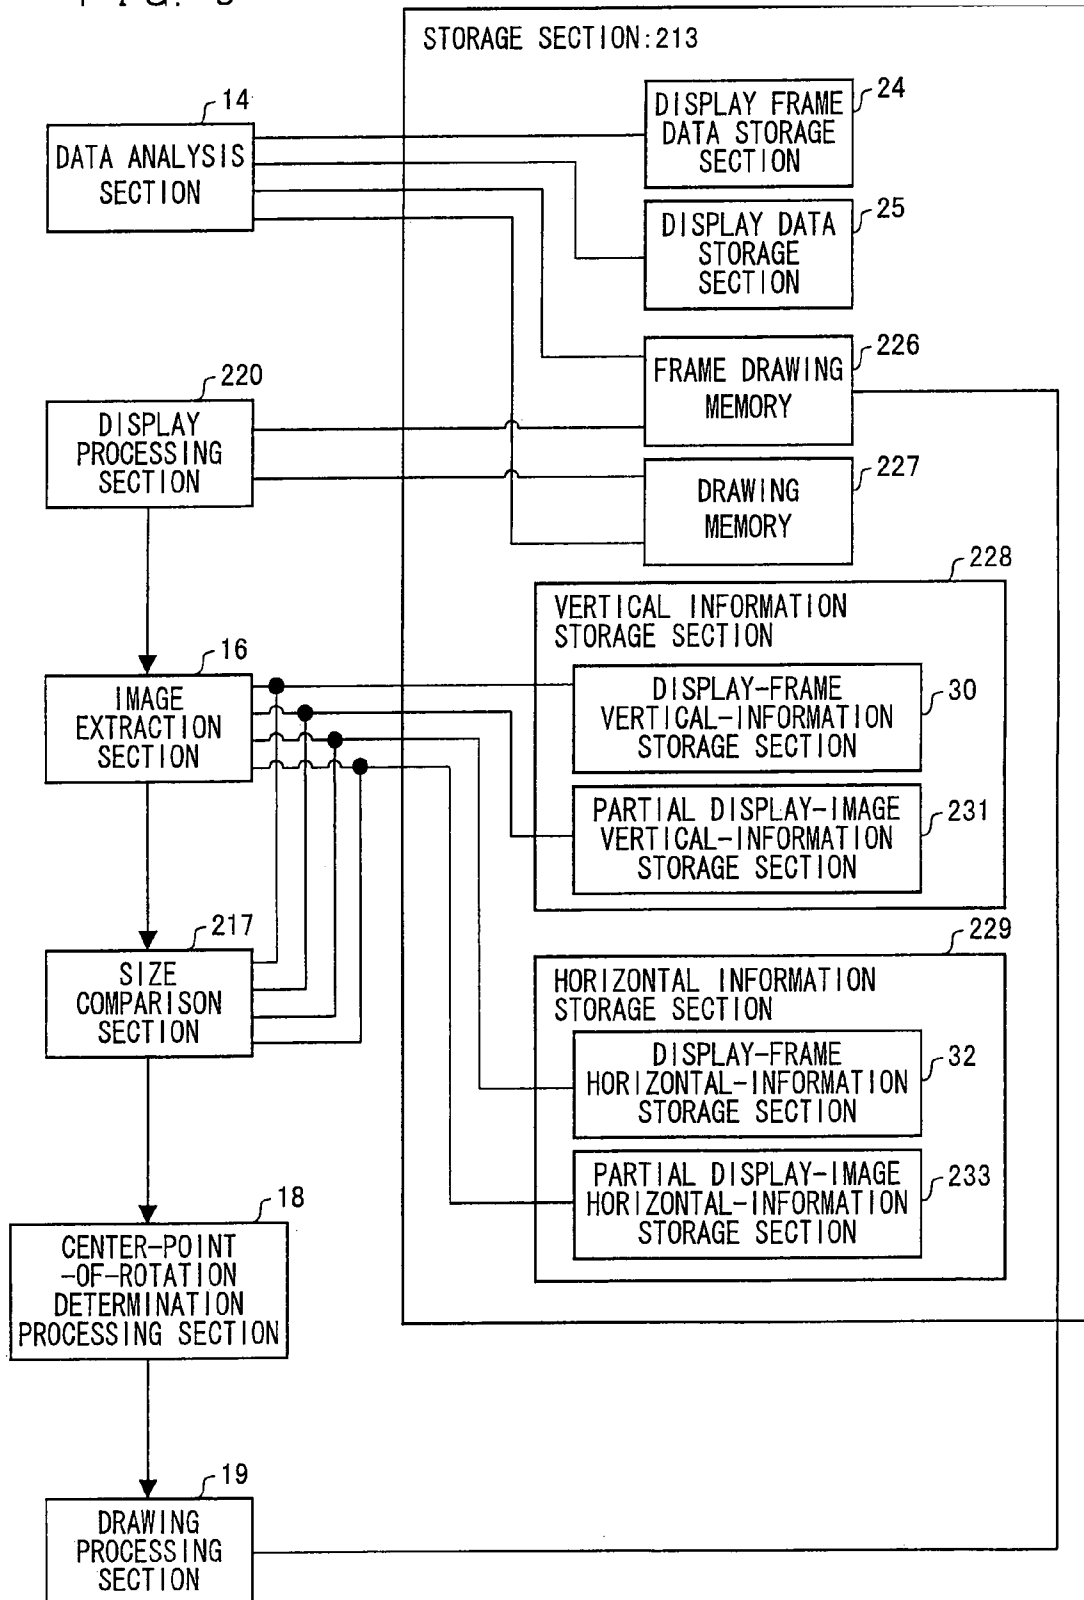 STORAGE SECTION:213
14
DATA ANALYSIS
SECTION
24
DISPLAY FRAME
DATA STORAGE
SECTION
25
DISPLAY DATA
STORAGE
SECTION
226
FRAME DRAWING
MEMORY
220
DISPLAY
PROCESSING
SECTION
227
DRAWING
MEMORY
228
VERTICAL INFORMATION
STORAGE SECTION
16
IMAGE
EXTRACTION
SECTION
30
DISPLAY-FRAME
VERTICAL-INFORMATION
STORAGE SECTION
231
PARTIAL DISPLAY-IMAGE
VERTICAL-INFORMATION
STORAGE SECTION
217
SIZE
COMPARISON
SECTION
229
HORIZONTAL INFORMATION
STORAGE SECTION
32
DISPLAY-FRAME
HORIZONTAL-INFORMATION
STORAGE SECTION
233
PARTIAL DISPLAY-IMAGE
HORIZONTAL-INFORMATION
STORAGE SECTION
18
CENTER-POINT
-OF-ROTATION
DETERMINATION
PROCESSING SECTION
19
DRAWING
PROCESSING
SECTION